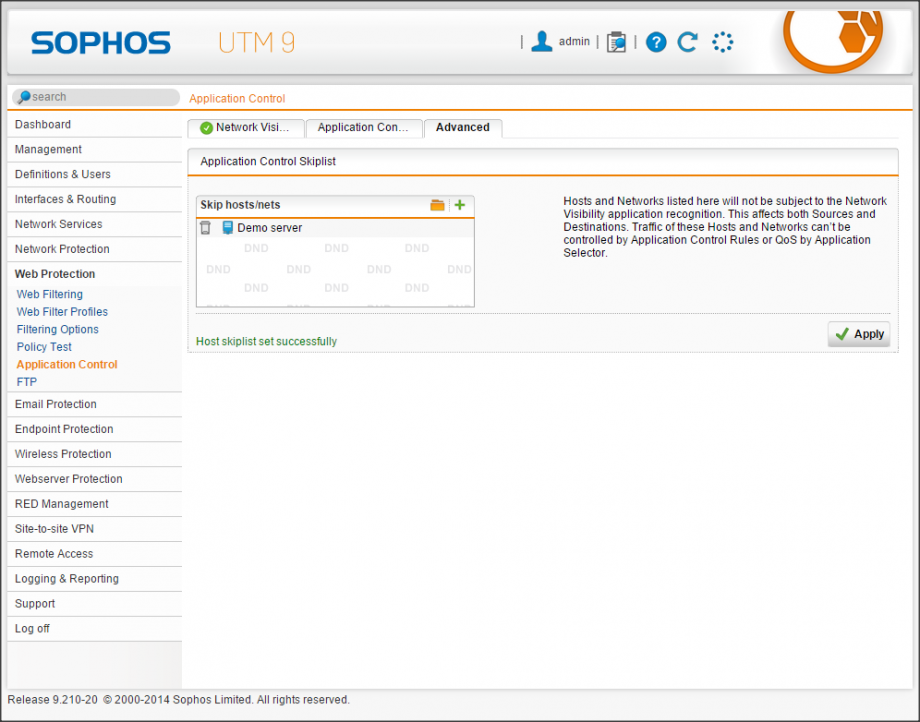 SOPHOS UTM 9
| admin | | ?
search
Application Control
Dashboard
Management
Definitions & Users
Interfaces & Routing
Network Services
Network Protection
Web Protection
Web Filtering
Web Filter Profiles
Filtering Options
Policy Test
Application Control
FTP
Email Protection
Endpoint Protection
Wireless Protection
Webserver Protection
RED Management
Site-to-site VPN
Remote Access
Logging & Reporting
Support
Log off
Network Visi... Application Con... Advanced
Application Control Skiplist
Skip hosts/nets
Demo server
DND DND DND
DND DND DND DND
DND DND DND
DND DND DND DND
Hosts and Networks listed here will not be subject to the Network
Visibility application recognition. This affects both Sources and
Destinations. Traffic of these Hosts and Networks can't be
controlled by Application Control Rules or QoS by Application
Selector.
Host skiplist set successfully
Apply
Release 9.210-20 © 2000-2014 Sophos Limited. All rights reserved.